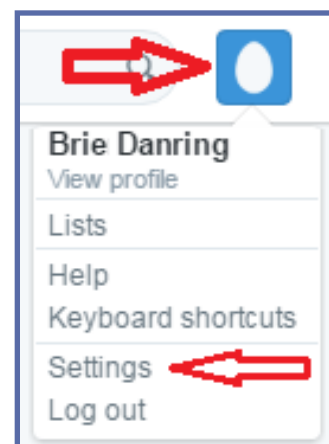 Brie Danring
View profile
Lists
Help
Keyboard shortcuts
Settings
Log out